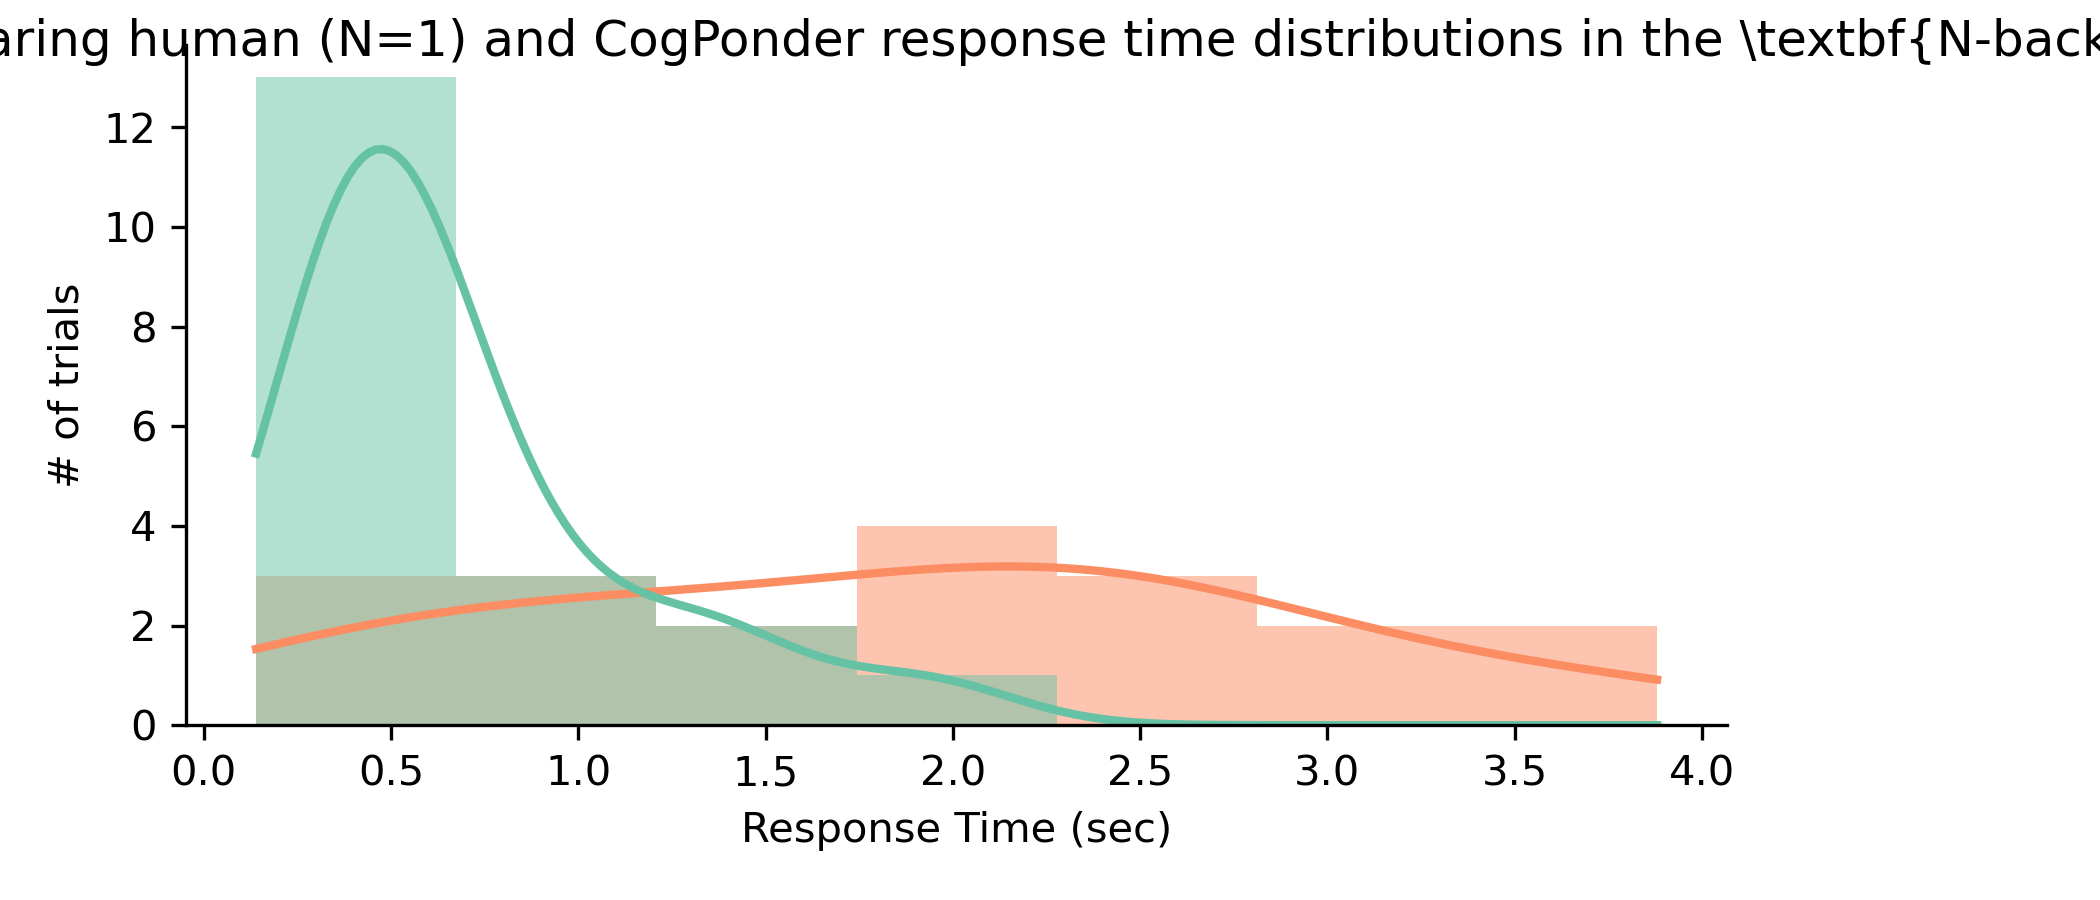 aring human (N=1) and CogPonder response time distributions in the \textbf{N-back
12
10
8
6
4
2
0
# of trials
0.0 0.5 1.0 1.5 2.0 2.5 3.0 3.5 4.0
Response Time (sec)